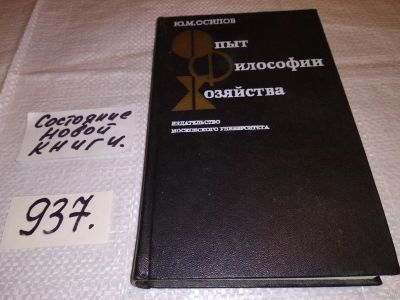 Ю.М.ОСИПОВ
Опыт
Философии
Хозяйства
ИЗДАТЕЛЬСТВО
МОСКОВСКОГО УНИВЕРСИТЕТА
Состояние
новой
книги.
937.